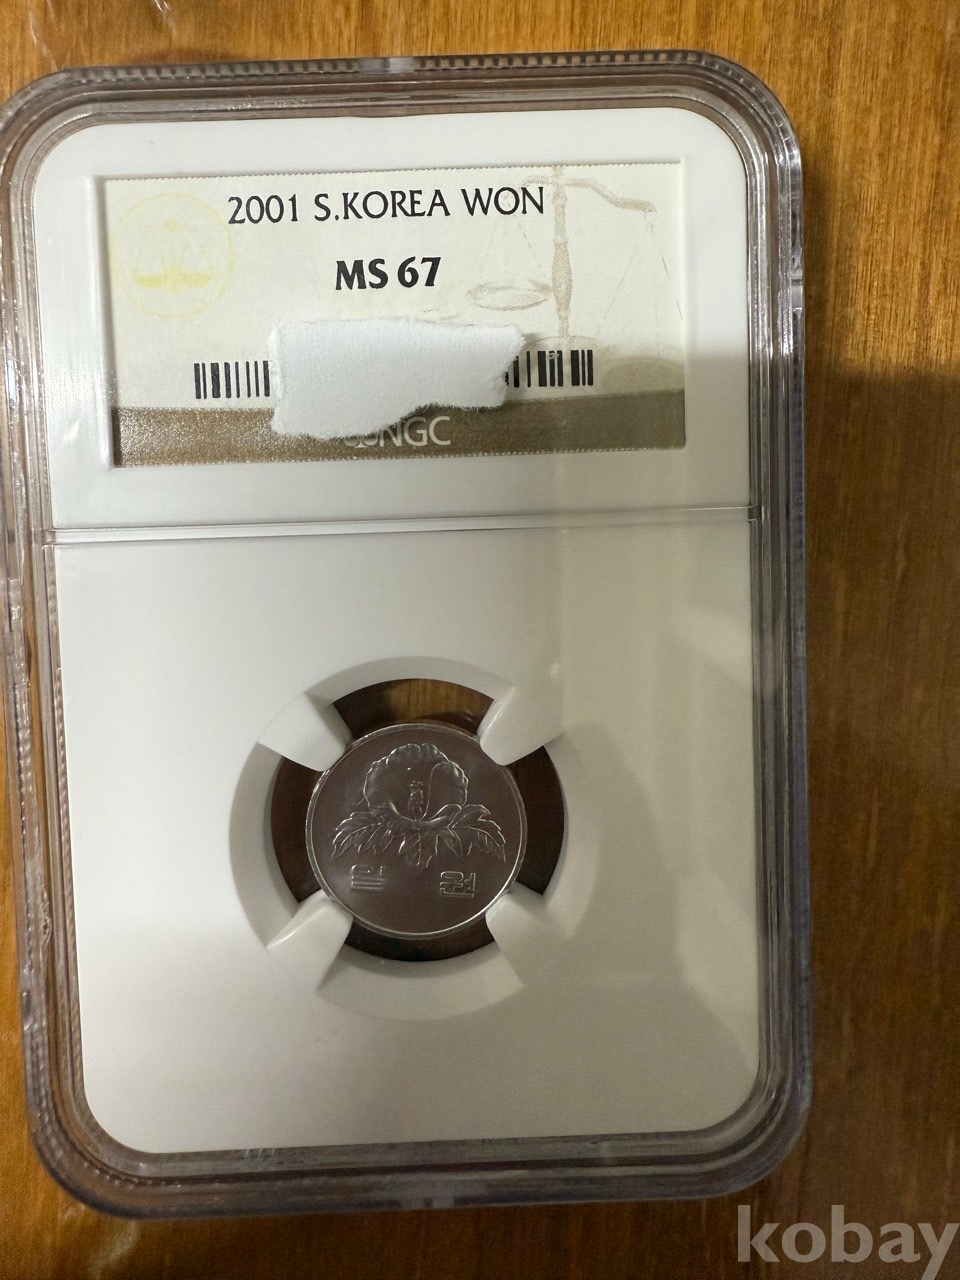 2001 S.KOREA WON
MS 67
NGC
일 원
kobay